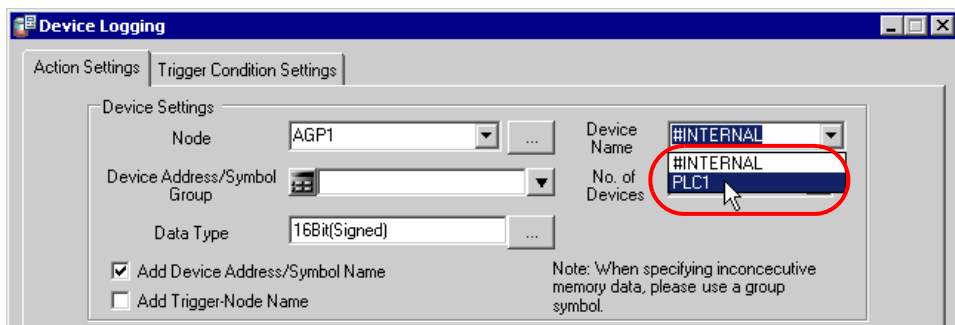 Device Logging
Action Settings
Trigger Condition Settings
Device Settings
Node
AGP1
...
Device
Name
#INTERNAL
#INTERNAL
PLC1
Device Address/Symbol
Group
No. of
Devices
Data Type
16Bit(Signed)
...
Add Device Address/Symbol Name
Add Trigger-Node Name
Note: When specifying inconcecutive
memory data, please use a group
symbol.